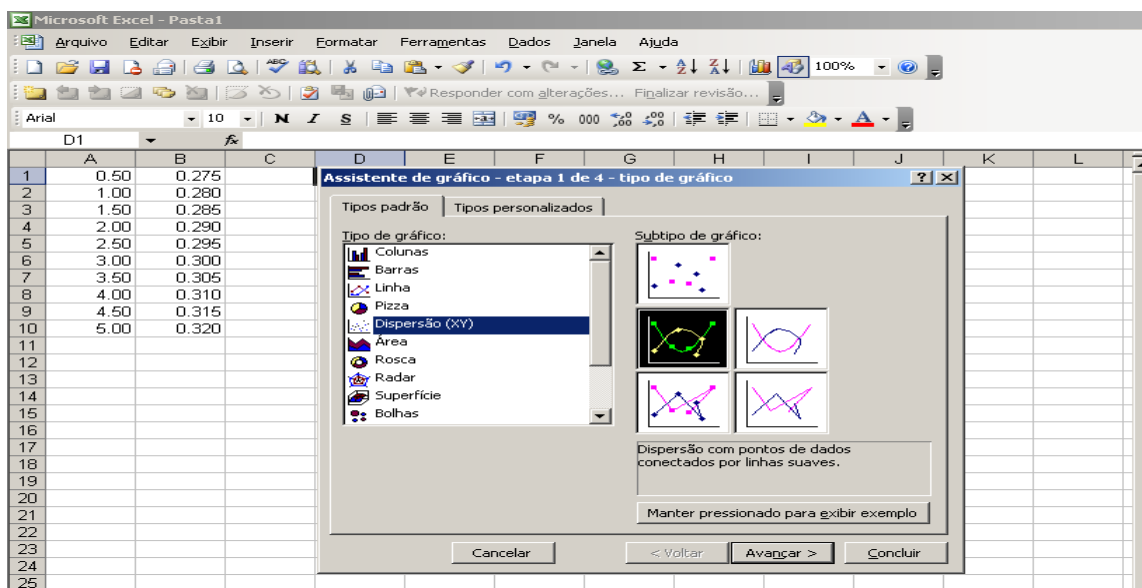 Microsoft Excel - Pasta1
Arquivo Editar Exibir Inserir Formatar Ferramentas Dados Janela Ajuda
ABC Σ 100%
Responder com alterações... Finalizar revisão...
Arial 10 N I S % 000
D1 fx
A B C D E F G H I J K L
1 0.50 0.275
2 1.00 0.280
3 1.50 0.285
4 2.00 0.290
5 2.50 0.295
6 3.00 0.300
7 3.50 0.305
8 4.00 0.310
9 4.50 0.315
10 5.00 0.320
11
12
13
14
15
16
17
18
19
20
21
22
23
24
25
Assistente de gráfico - etapa 1 de 4 - tipo de gráfico
Tipos padrão Tipos personalizados
Tipo de gráfico:
Colunas
Barras
Linha
Pizza
Dispersão (XY)
Área
Rosca
Radar
Superfície
Bolhas
Subtipo de gráfico:
Dispersão com pontos de dados
conectados por linhas suaves.
Manter pressionado para exibir exemplo
Cancelar < Voltar Avançar > Concluir